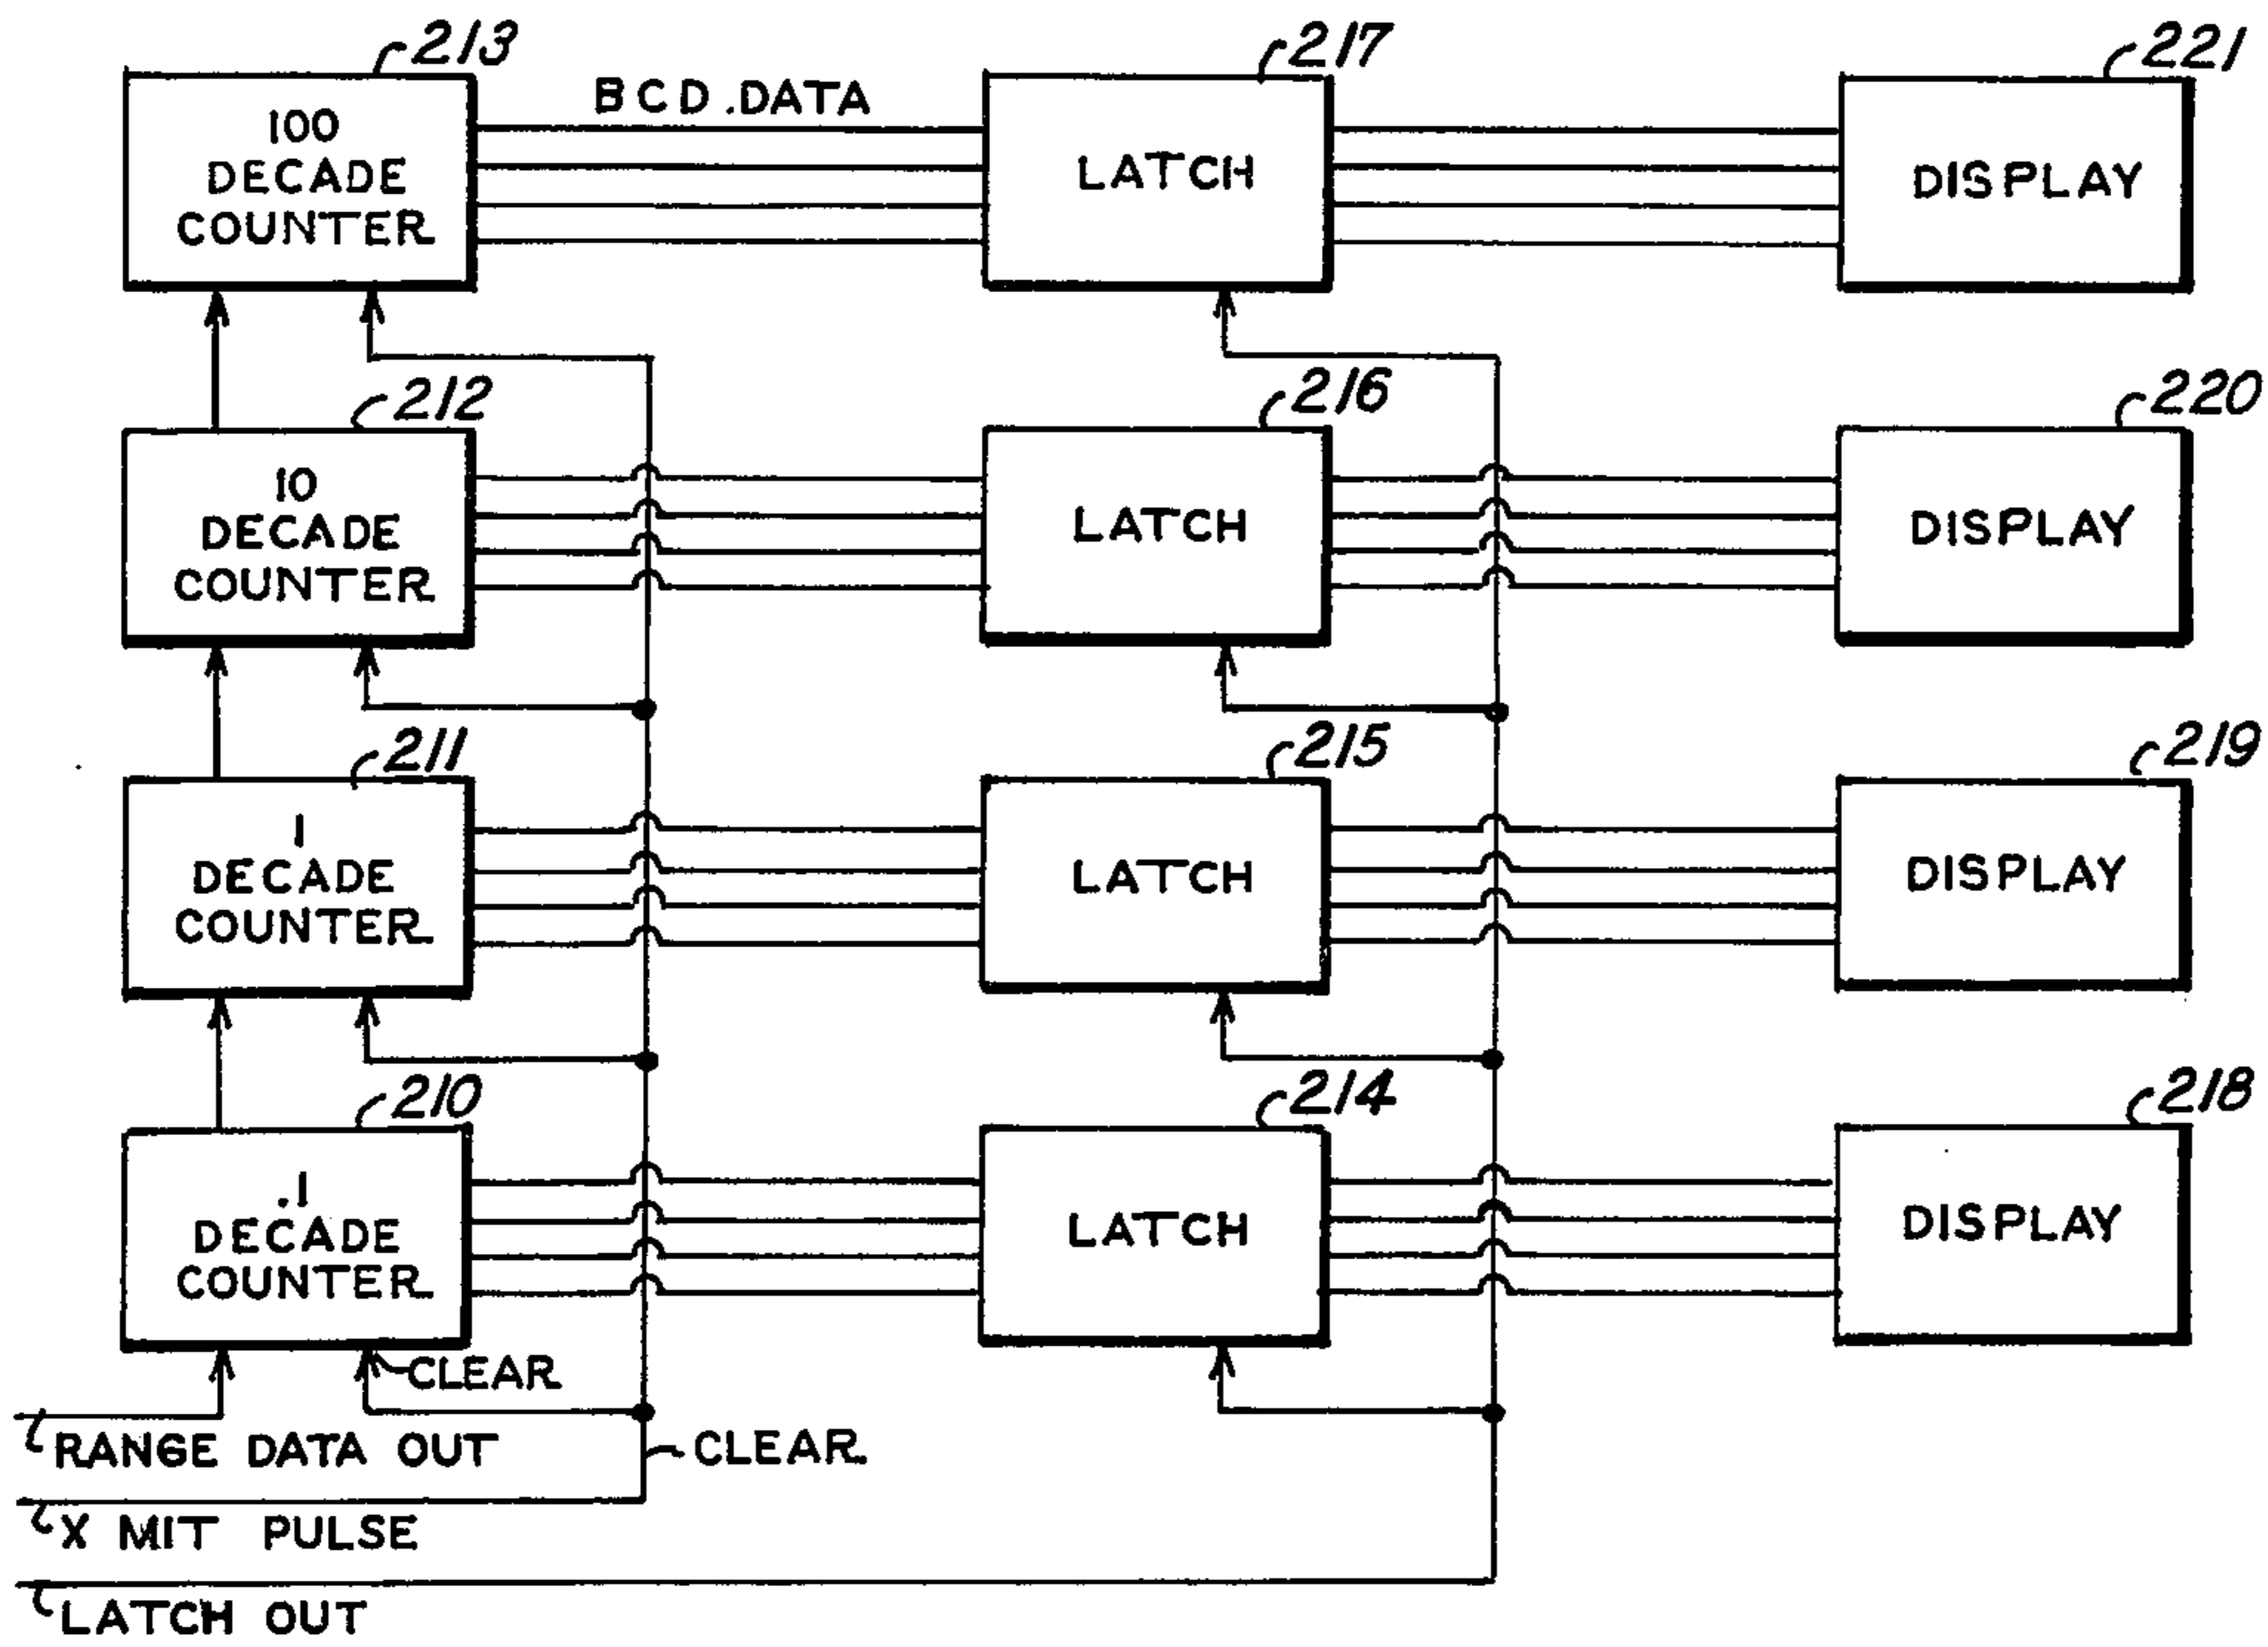 213
217
221
BCD .DATA
100
DECADE
COUNTER
LATCH
DISPLAY
212
216
220
10
DECADE
COUNTER
LATCH
DISPLAY
211
215
219
1
DECADE
COUNTER
LATCH
DISPLAY
210
214
218
.1
DECADE
COUNTER
LATCH
DISPLAY
CLEAR
RANGE DATA OUT
CLEAR
X MIT PULSE
LATCH OUT